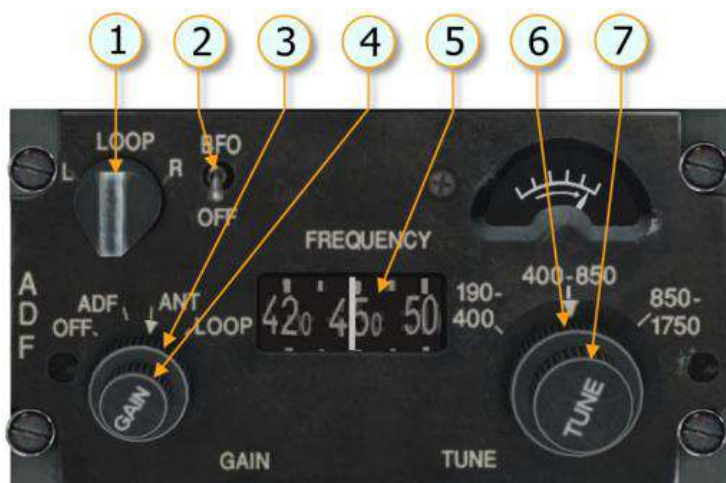 1 2 3 4 5 6 7
LOOP
L R
BFO
OFF
FREQUENCY
420 450 50
190-
400
400-850
850-
1750
ADF
OFF ADF ANT LOOP
GAIN
TUNE
GAIN
TUNE